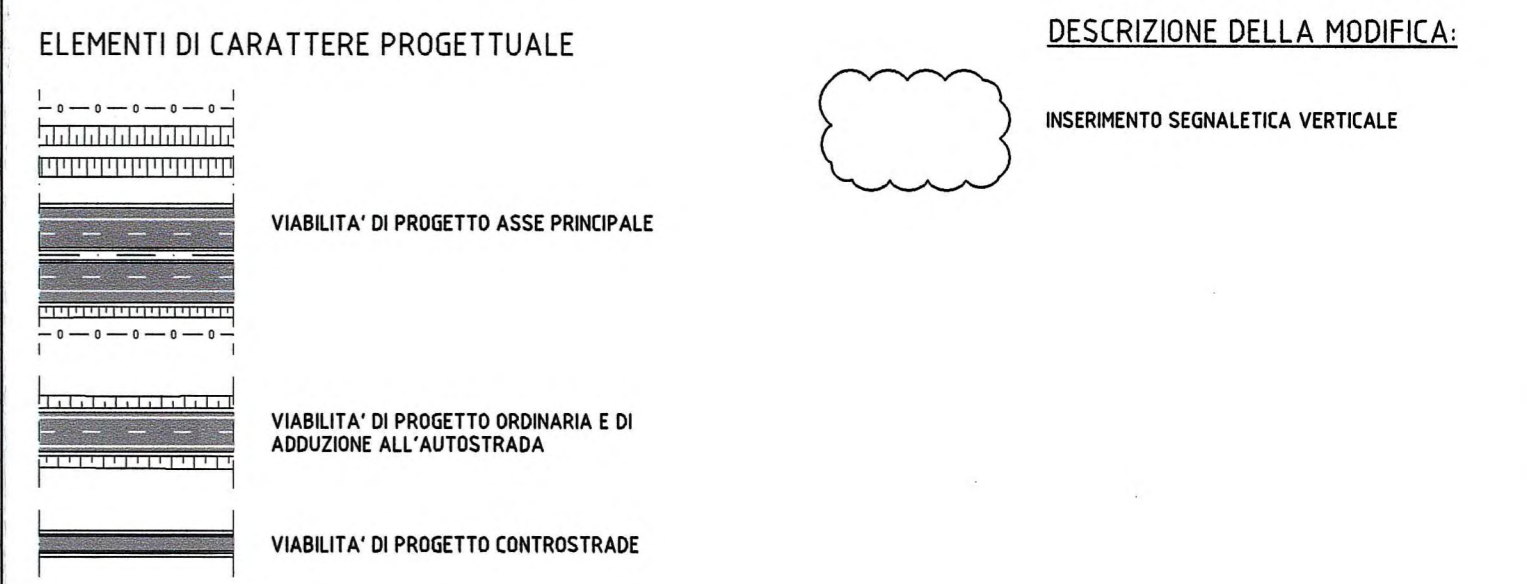 ELEMENTI DI CARATTERE PROGETTUALE
VIABILITA' DI PROGETTO ASSE PRINCIPALE
VIABILITA' DI PROGETTO ORDINARIA E DI
ADDUZIONE ALL'AUTOSTRADA
VIABILITA' DI PROGETTO CONTROSTRADE
DESCRIZIONE DELLA MODIFICA:
INSERIMENTO SEGNALETICA VERTICALE